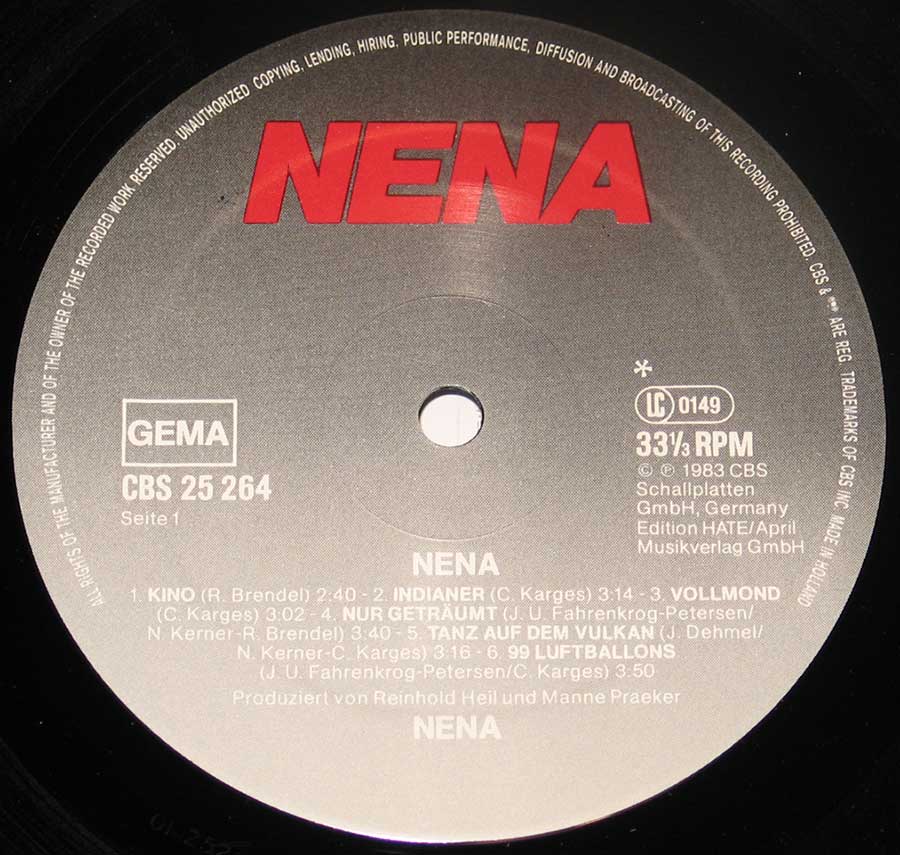 ALL RIGHTS OF THE MANUFACTURER AND OF THE OWNER OF THE RECORDED WORK RESERVED. UNAUTHORIZED COPYING, LENDING, HIRING, PUBLIC PERFORMANCE, DIFFUSION AND BROADCASTING OF THIS RECORDING PROHIBITED. CBS & ARE REG. TRADEMARKS OF CBS INC. MADE IN HOLLAND
NENA
GEMA
CBS 25 264
Seite 1
*
LC 0149
33⅓ RPM
© ℗ 1983 CBS
Schallplatten
GmbH, Germany
Edition HATE/April
Musikverlag GmbH
NENA
1. KINO (R. Brendel) 2:40 - 2. INDIANER (C. Karges) 3:14 - 3. VOLLMOND
(C. Karges) 3:02 - 4. NUR GETRÄUMT (J. U. Fahrenkrog-Petersen/
N. Kerner-R. Brendel) 3:40 - 5. TANZ AUF DEM VULKAN (J. Dehmel/
N. Kerner-C. Karges) 3:16 - 6. 99 LUFTBALLONS
(J. U. Fahrenkrog-Petersen/C. Karges) 3:50
Produziert von Reinhold Heil und Manne Praeker
NENA